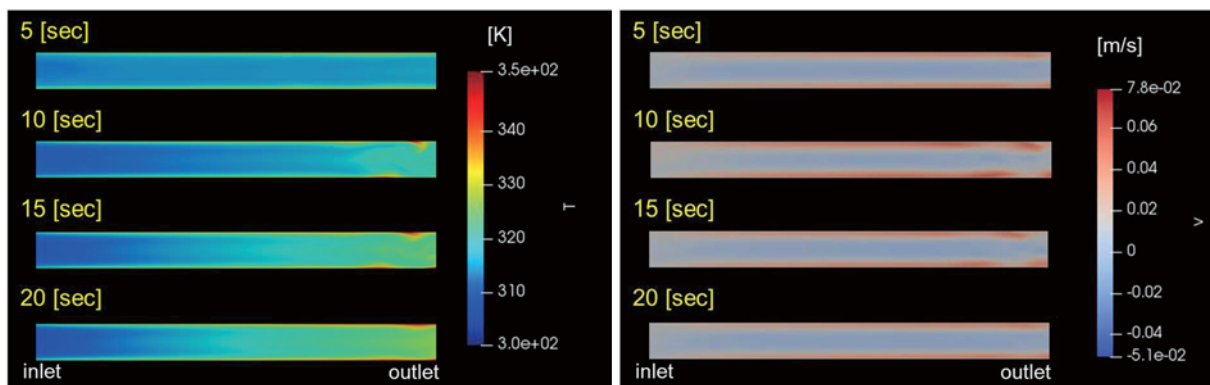 5 [sec]
[K]
3.5e+02
10 [sec]
340
330
15 [sec]
320
T
310
20 [sec]
3.0e+02
inlet
outlet
5 [sec]
[m/s]
7.8e-02
10 [sec]
0.06
0.04
15 [sec]
0.02
V
0
-0.02
20 [sec]
-0.04
-5.1e-02
inlet
outlet